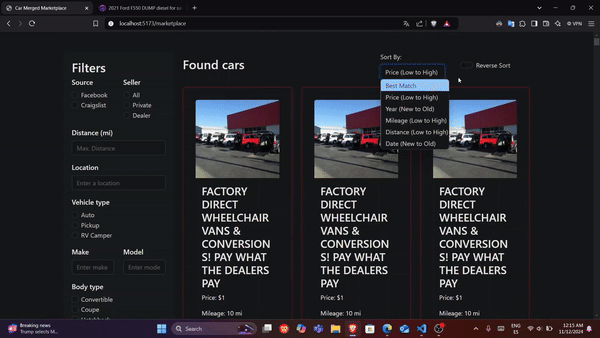 Car Merged Marketplace
2021 Ford F550 DUMP diesel for su
localhost:5173/marketplace
VPN
Filters
Source
Seller
Facebook
Craigslist
All
Private
Dealer
Distance (mi)
Max. Distance
Location
Enter a location
Vehicle type
Auto
Pickup
RV Camper
Make
Model
Enter make
Enter mode
Body type
Convertible
Coupe
Hatchback
Found cars
Sort By:
Price (Low to High)
Reverse Sort
Best Match
Price (Low to High)
Year (New to Old)
Mileage (Low to High)
Distance (Low to High)
Date (New to Old)
FACTORY
DIRECT
WHEELCHAIR
VANS &
CONVERSION
S! PAY WHAT
THE DEALERS
PAY
Price: $1
Mileage: 10 mi
FACTORY
DIRECT
WHEELCHAIR
VANS &
CONVERSION
S! PAY WHAT
THE DEALERS
PAY
Price: $1
Mileage: 10 mi
FACTORY
DIRECT
WHEELCHAIR
VANS &
CONVERSION
S! PAY WHAT
THE DEALERS
PAY
Price: $1
Mileage: 10 mi
Breaking news
Trump selects M...
Search
ENG
ES
12:15 AM
11/12/2024